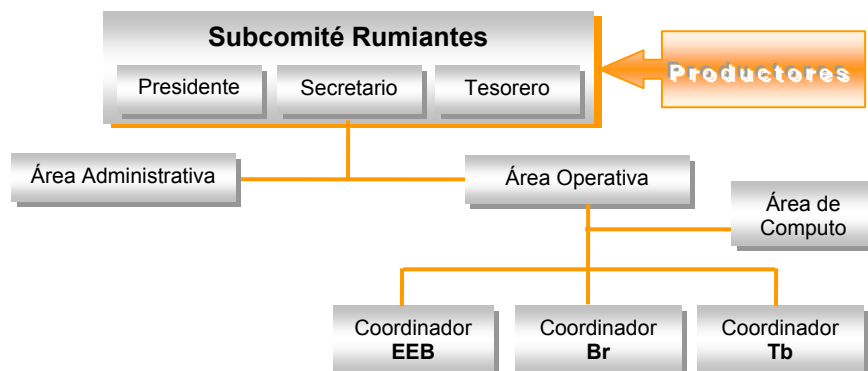 Subcomité Rumiantes
Presidente
Secretario
Tesorero
Productores
Área Administrativa
Área Operativa
Área de
Computo
Coordinador
EEB
Coordinador
Br
Coordinador
Tb